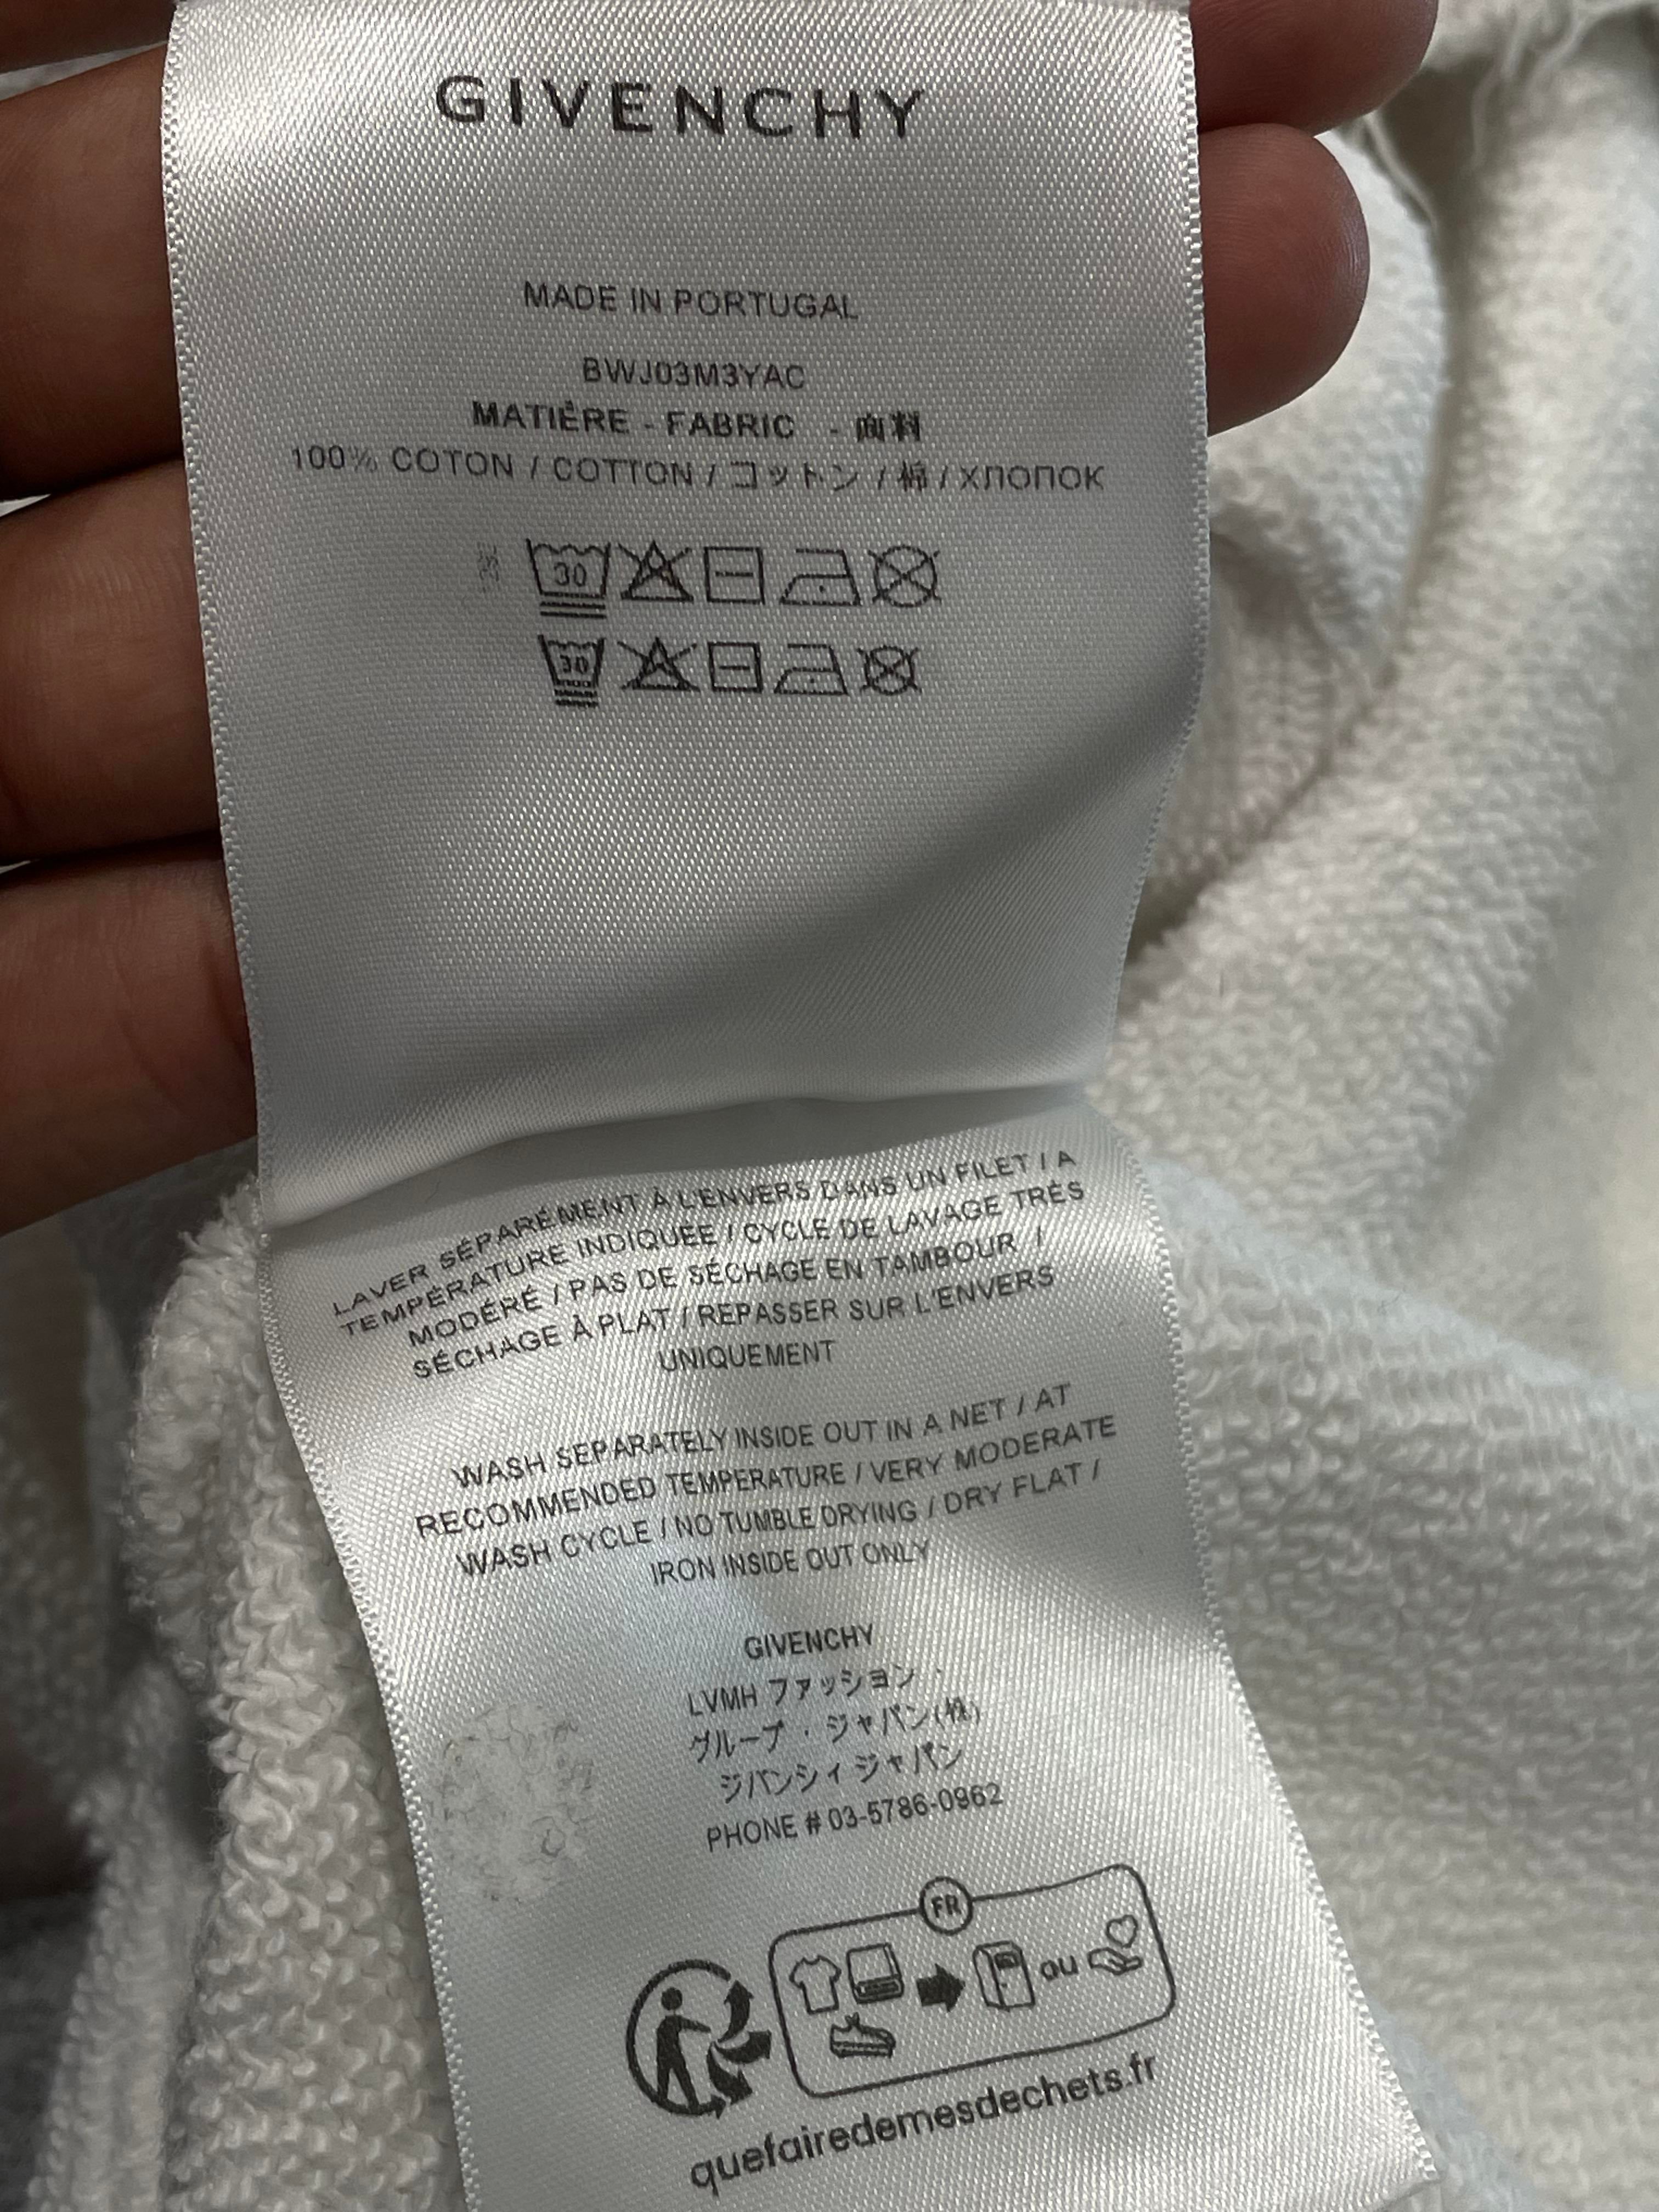 GIVENCHY
MADE IN PORTUGAL
BWJ03M3YAC
MATIÈRE - FABRIC - 面料
100% COTON / COTTON / コットン / 棉 / ХЛОПОК
30
30
LAVER SÉPARÉMENT À L'ENVERS DANS UN FILET / A
TEMPÉRATURE INDIQUÉE / CYCLE DE LAVAGE TRÈS
MODÉRÉ / PAS DE SÉCHAGE EN TAMBOUR /
SÉCHAGE À PLAT / REPASSER SUR L'ENVERS
UNIQUEMENT
WASH SEPARATELY INSIDE OUT IN A NET / AT
RECOMMENDED TEMPERATURE / VERY MODERATE
WASH CYCLE / NO TUMBLE DRYING / DRY FLAT /
IRON INSIDE OUT ONLY
GIVENCHY
LVMH ファッション ·
グループ · ジャパン(株)
ジバンシィ ジャパン
PHONE # 03-5786-0962
FR
ou
quefairedemesdechets.fr